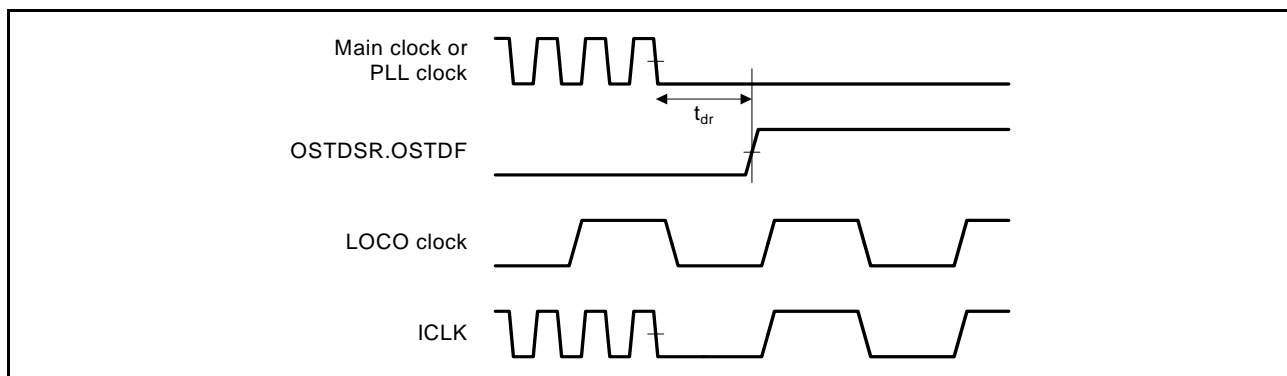 Main clock or
PLL clock
tdr
OSTDSR.OSTDF
LOCO clock
ICLK